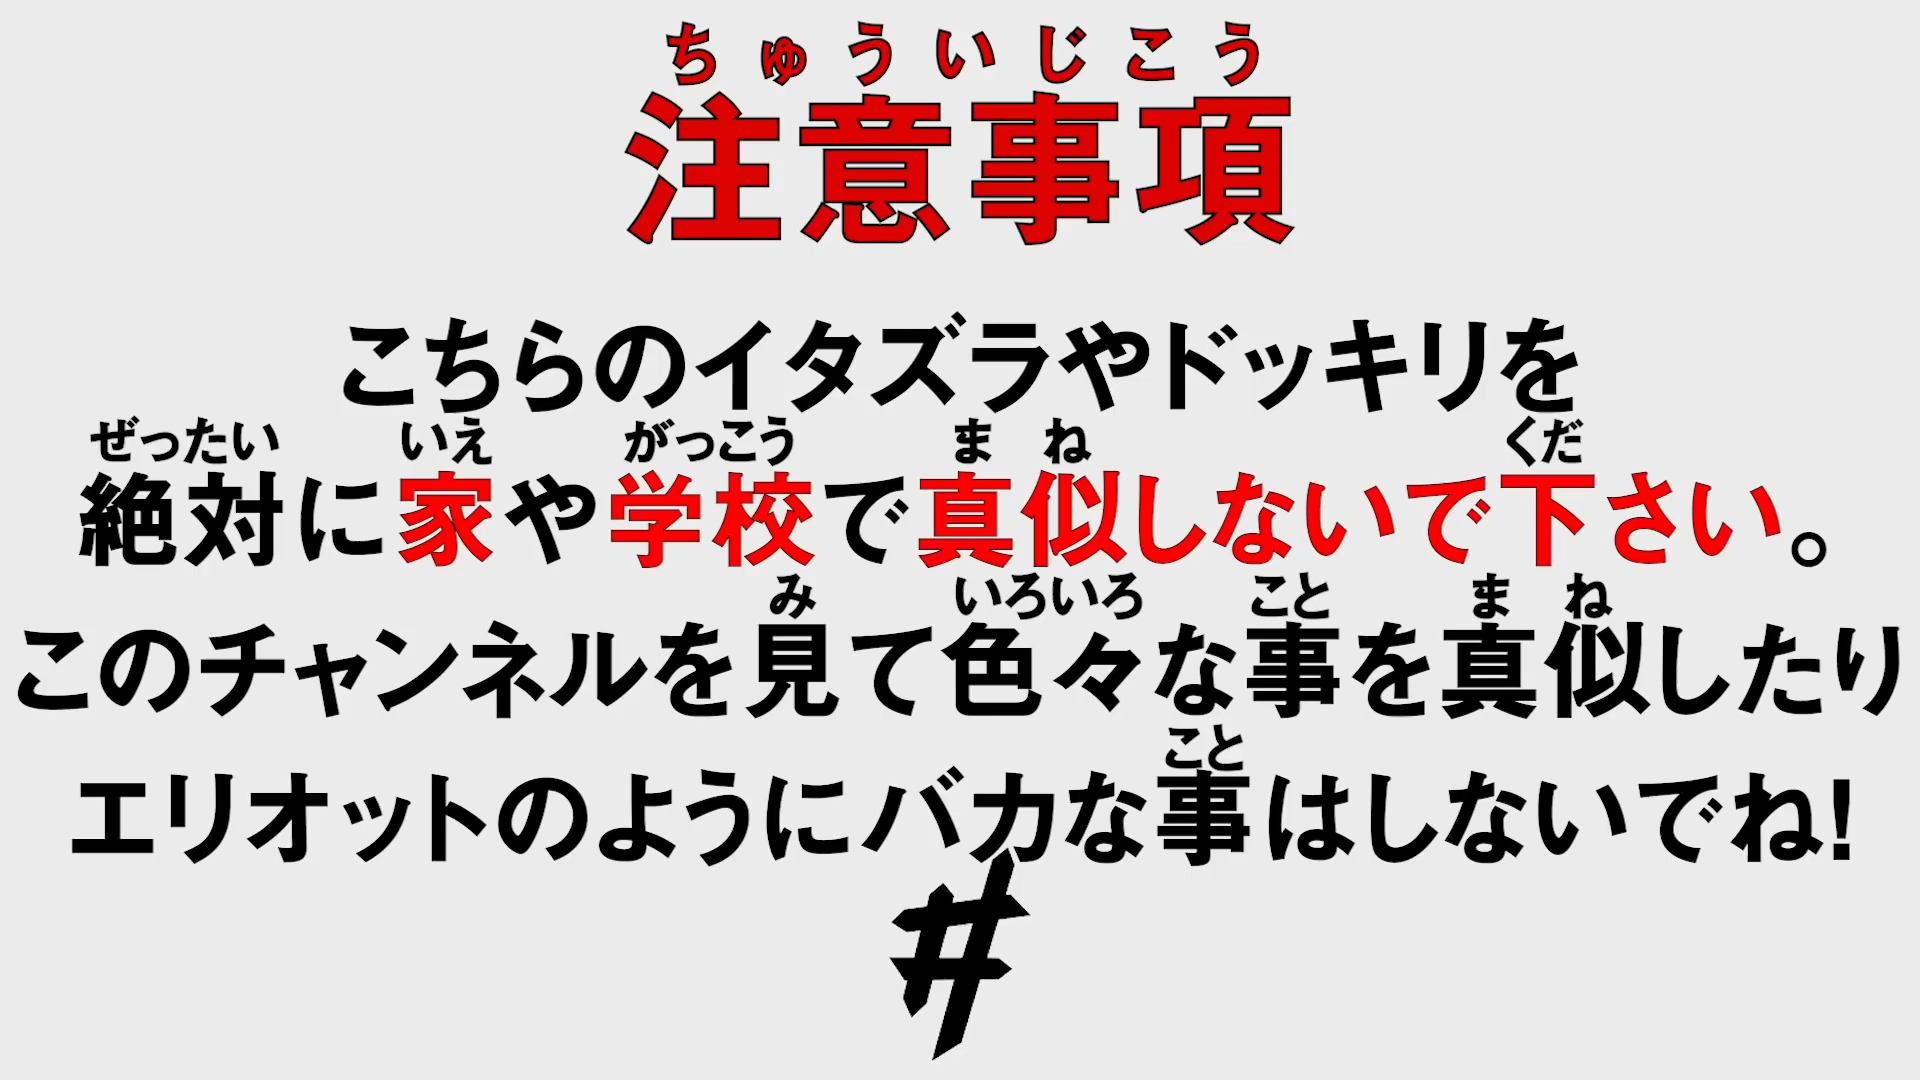 ちゅういじこう
注意事項
こちらのイタズラやドッキリを
ぜったい いえ がっこう ま ね くだ
絶対に家や学校で真似しないで下さい。
み いろいろ こと ま ね
このチャンネルを見て色々な事を真似したり
こと
エリオットのようにバカな事はしないでね!
#